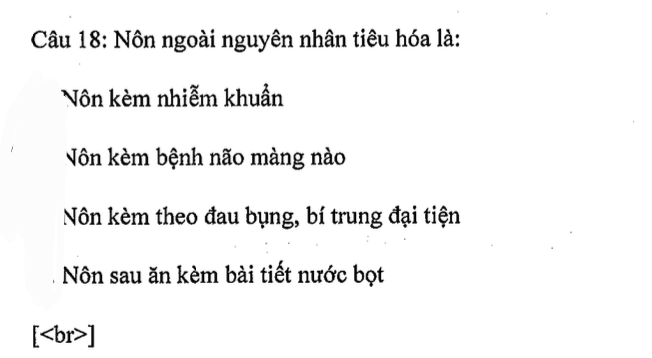 Câu 18: Nôn ngoài nguyên nhân tiêu hóa là:
Nôn kèm nhiễm khuẩn
Nôn kèm bệnh não màng nào
Nôn kèm theo đau bụng, bí trung đại tiện
Nôn sau ăn kèm bài tiết nước bọt
[<br>]